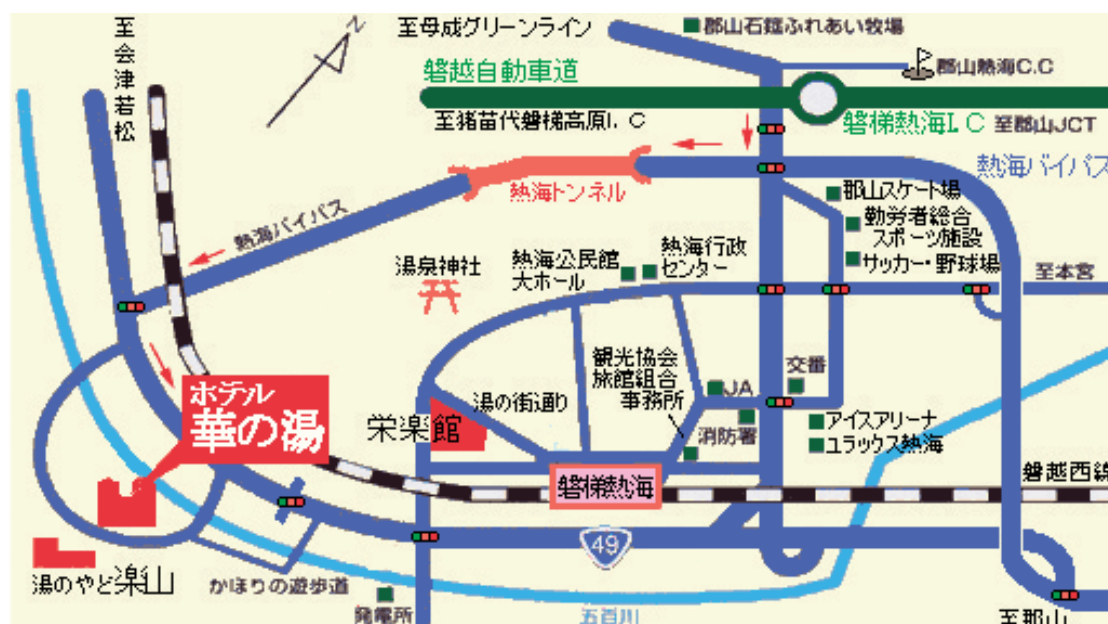 至会津若松
至母成グリーンライン
郡山石筵ふれあい牧場
磐越自動車道
郡山熱海C.C
至猪苗代磐梯高原I.C
磐梯熱海I.C
至郡山JCT
熱海バイパス
熱海トンネル
郡山スケート場
熱海バイパス
勤労者総合
スポーツ施設
熱海行政
センター
熱海公民館
大ホール
湯泉神社
サッカー・野球場
至本宮
観光協会
旅館組合
事務所
交番
JA
ホテル
華の湯
湯の街通り
栄楽館
消防署
アイスアリーナ
ユラックス熱海
磐梯熱海
磐越西線
49
湯のやど楽山
かほりの遊歩道
発電所
五百川
至郡山